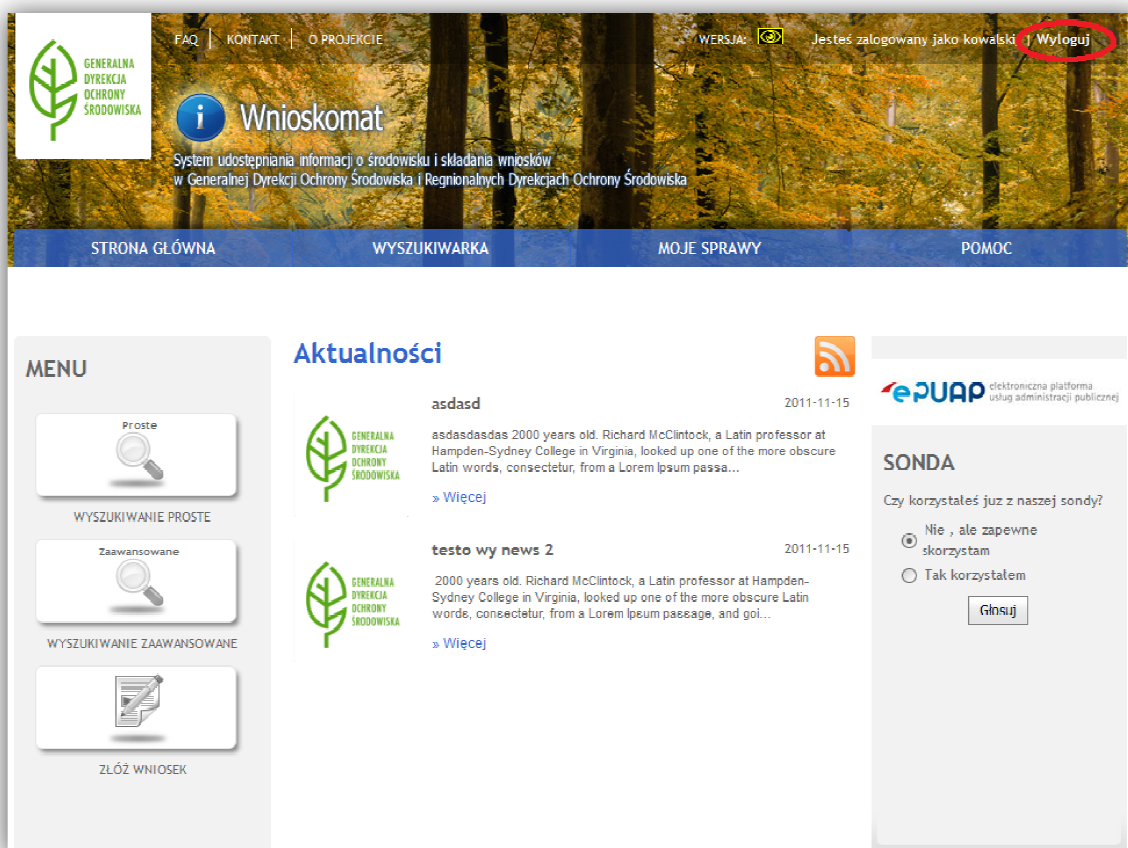 GENERALNA
DYREKCJA
OCHRONY
ŚRODOWISKA
FAQ | KONTAKT | O PROJEKCIE
WERSJA: Jesteś zalogowany jako kowalski | Wyloguj
i Wnioskomat
System udostępniania informacji o środowisku i składania wniosków
w Generalnej Dyrekcji Ochrony Środowiska i Regnionalnych Dyrekcjach Ochrony Środowiska
STRONA GŁÓWNA WYSZUKIWARKA MOJE SPRAWY POMOC
MENU
Proste
WYSZUKIWANIE PROSTE
Zaawansowane
WYSZUKIWANIE ZAAWANSOWANE
ZŁÓŻ WNIOSEK
Aktualności
asdasd 2011-11-15
GENERALNA
DYREKCJA
OCHRONY
ŚRODOWISKA
asdasdasdas 2000 years old. Richard McClintock, a Latin professor at
Hampden-Sydney College in Virginia, looked up one of the more obscure
Latin words, consectetur, from a Lorem Ipsum passa...
» Więcej
testo wy news 2 2011-11-15
GENERALNA
DYREKCJA
OCHRONY
ŚRODOWISKA
2000 years old. Richard McClintock, a Latin professor at Hampden-
Sydney College in Virginia, looked up one of the more obscure Latin
words, consectetur, from a Lorem Ipsum passage, and goi...
» Więcej
ePUAP elektroniczna platforma
usług administracji publicznej
SONDA
Czy korzystałeś juz z naszej sondy?
Nie , ale zapewne
skorzystam
Tak korzystałem
Głosuj